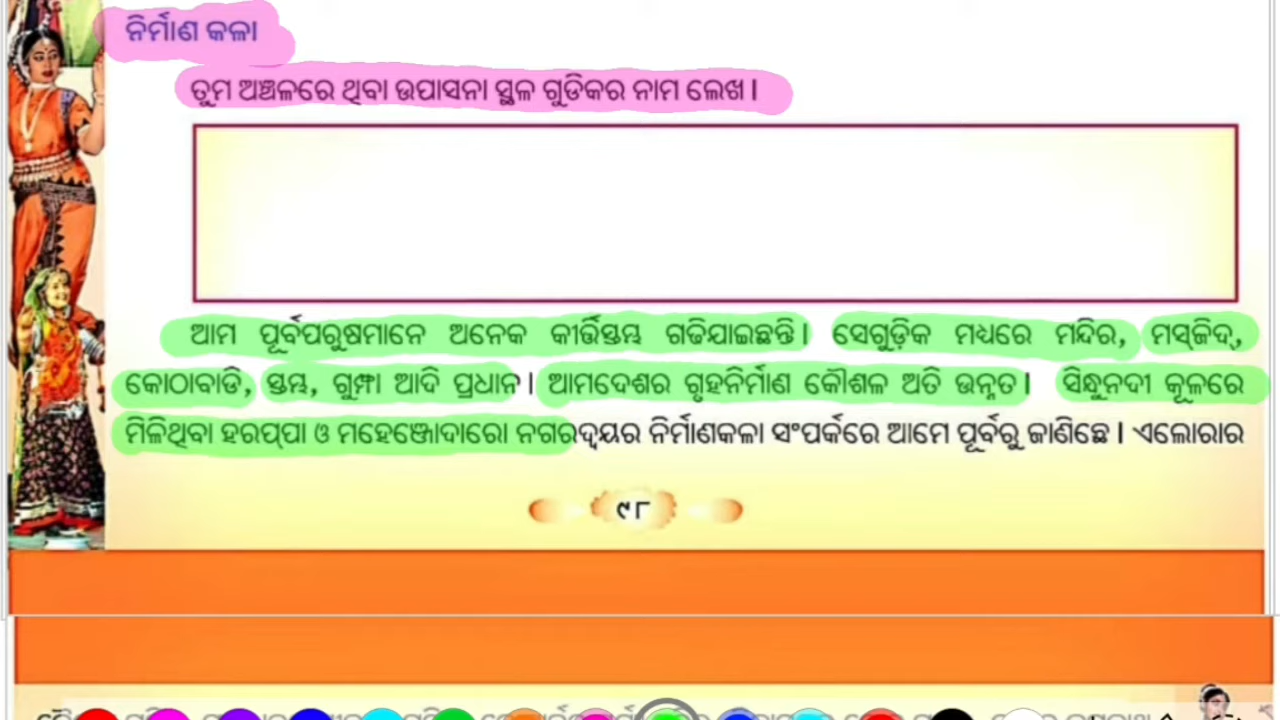 ନିର୍ମାଣ କଳା
ତୁମ ଅଞ୍ଚଳରେ ଥିବା ଉପାସନା ସ୍ଥଳ ଗୁଡିକର ନାମ ଲେଖ ।
ଆମ ପୂର୍ବପରୁଷମାନେ ଅନେକ କୀର୍ତ୍ତିସ୍ତମ୍ଭ ଗଢିଯାଇଛନ୍ତି । ସେଗୁଡ଼ିକ ମଧ୍ୟରେ ମନ୍ଦିର, ମସ୍‌ଜିଦ୍,
କୋଠାବାଡି, ସ୍ତମ୍ଭ, ଗୁମ୍ଫା ଆଦି ପ୍ରଧାନ । ଆମଦେଶର ଗୃହନିର୍ମାଣ କୌଶଳ ଅତି ଉନ୍ନତ । ସିନ୍ଧୁନଦୀ କୂଳରେ
ମିଳିଥିବା ହରପ୍‌ପା ଓ ମହେଞ୍ଜୋଦାରୋ ନଗରଦ୍ୱୟର ନିର୍ମାଣକଳା ସଂପର୍କରେ ଆମେ ପୂର୍ବରୁ ଜାଣିଛେ । ଏଲୋରାର
୯୮